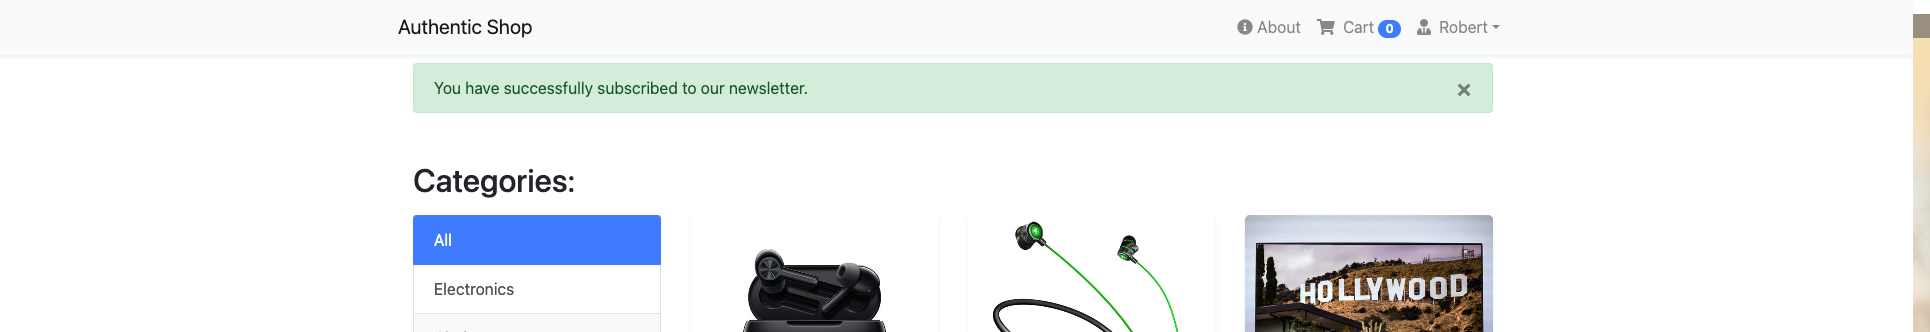 Authentic Shop
About
Cart 0
Robert
You have successfully subscribed to our newsletter.
×
Categories:
All
Electronics
HOLLYWOOD